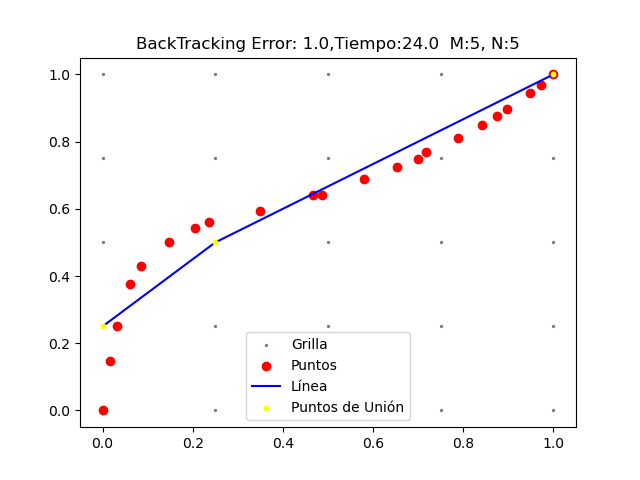 BackTracking Error: 1.0,Tiempo:24.0  M:5, N:5
1.0
0.8
0.6
0.4
0.2
0.0
Grilla
Puntos
Línea
Puntos de Unión
0.0
0.2
0.4
0.6
0.8
1.0